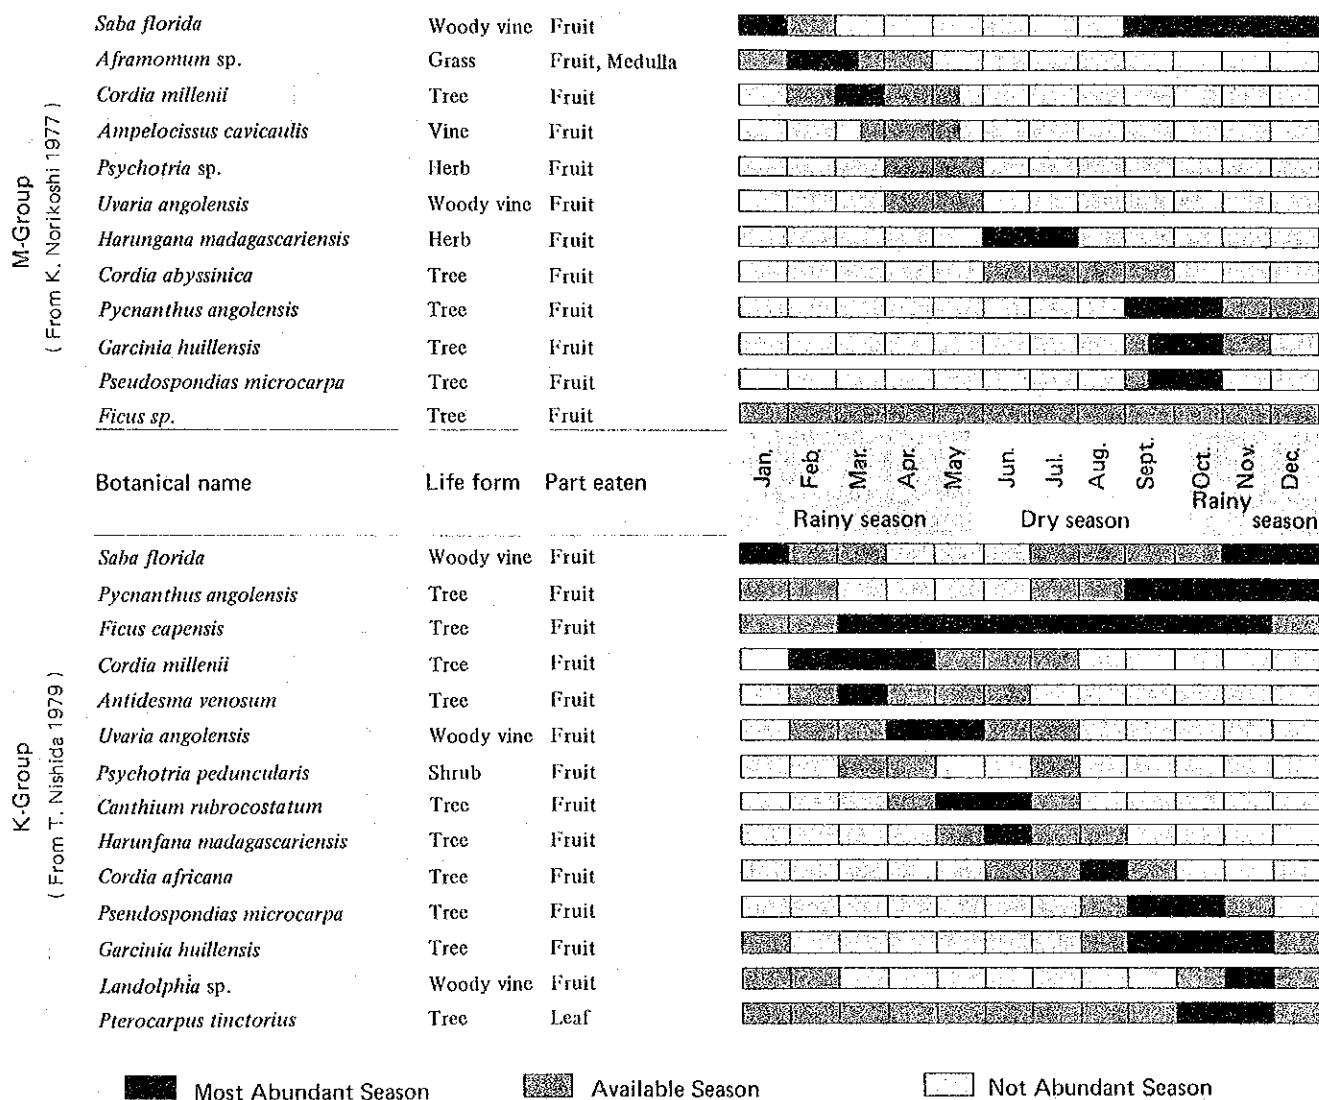 Saba florida Woody vine Fruit
Aframomum sp. Grass Fruit, Medulla
Cordia millenii Tree Fruit
Ampelocissus cavicaulis Vine Fruit
Psychotria sp. Herb Fruit
Uvaria angolensis Woody vine Fruit
Harungana madagascariensis Herb Fruit
Cordia abyssinica Tree Fruit
Pycnanthus angolensis Tree Fruit
Garcinia huillensis Tree Fruit
Pseudospondias microcarpa Tree Fruit
Ficus sp. Tree Fruit
M-Group
( From K. Norikoshi 1977 )
Botanical name Life form Part eaten Jan. Feb. Mar. Apr. May Jun. Jul. Aug. Sept. Oct. Nov. Dec.
Rainy season Dry season Rainy season
Saba florida Woody vine Fruit
Pycnanthus angolensis Tree Fruit
Ficus capensis Tree Fruit
Cordia millenii Tree Fruit
Antidesma venosum Tree Fruit
Uvaria angolensis Woody vine Fruit
Psychotria peduncularis Shrub Fruit
Canthium rubrocostatum Tree Fruit
Harunfana madagascariensis Tree Fruit
Cordia africana Tree Fruit
Psendospondias microcarpa Tree Fruit
Garcinia huillensis Tree Fruit
Landolphia sp. Woody vine Fruit
Pterocarpus tinctorius Tree Leaf
K-Group
( From T. Nishida 1979 )
Most Abundant Season Available Season Not Abundant Season